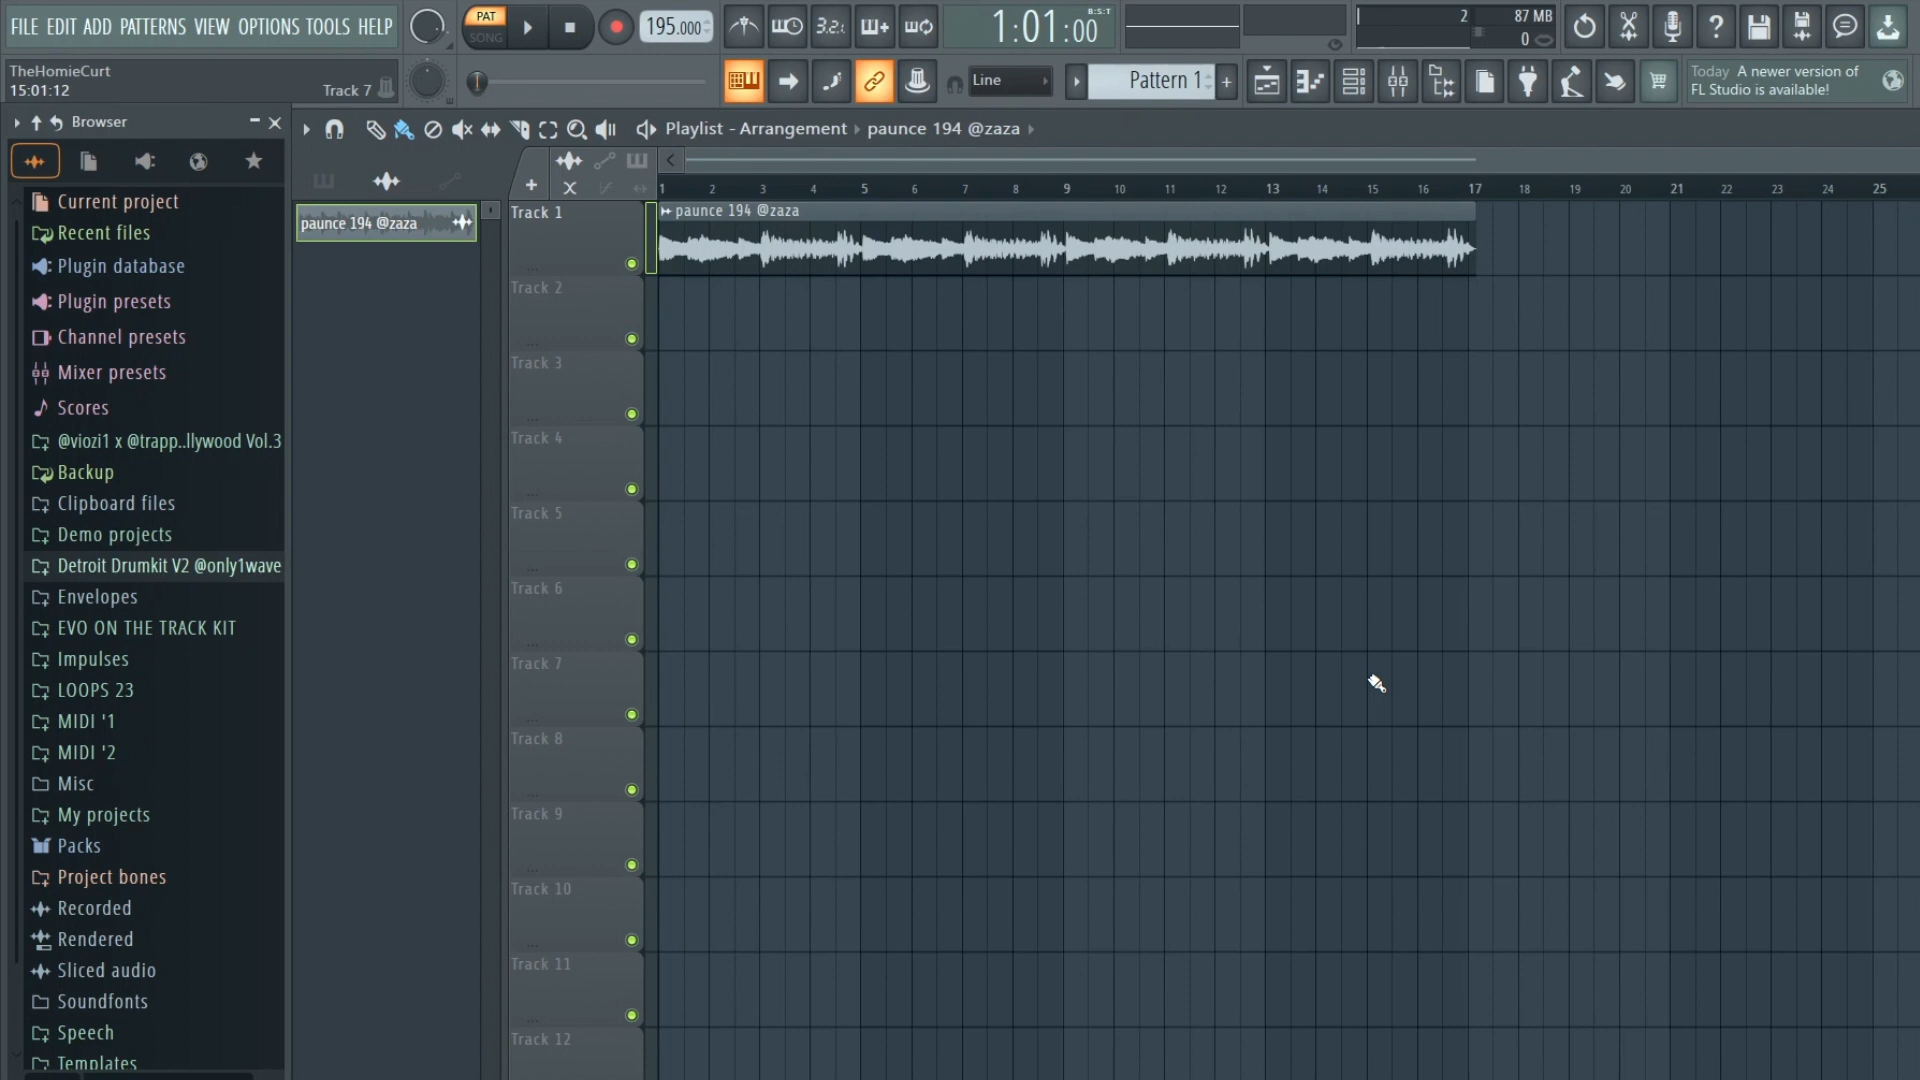 FILE EDIT ADD PATTERNS VIEW OPTIONS TOOLS HELP
PAT
SONG
195.000
3.2.
1:01:00
B:S:T
2
87 MB
0
TheHomieCurt
15:01:12
Track 7
Line
Pattern 1
Today A newer version of
FL Studio is available!
Browser
Playlist - Arrangement
paunce 194 @zaza
Current project
Recent files
Plugin database
Plugin presets
Channel presets
Mixer presets
Scores
@viozi1 x @trapp..llywood Vol.3
Backup
Clipboard files
Demo projects
Detroit Drumkit V2 @only1wave
Envelopes
EVO ON THE TRACK KIT
Impulses
LOOPS 23
MIDI '1
MIDI '2
Misc
My projects
Packs
Project bones
Recorded
Rendered
Sliced audio
Soundfonts
Speech
Templates
paunce 194 @zaza
1 2 3 4 5 6 7 8 9 10 11 12 13 14 15 16 17 18 19 20 21 22 23 24 25
Track 1
paunce 194 @zaza
Track 2
Track 3
Track 4
Track 5
Track 6
Track 7
Track 8
Track 9
Track 10
Track 11
Track 12